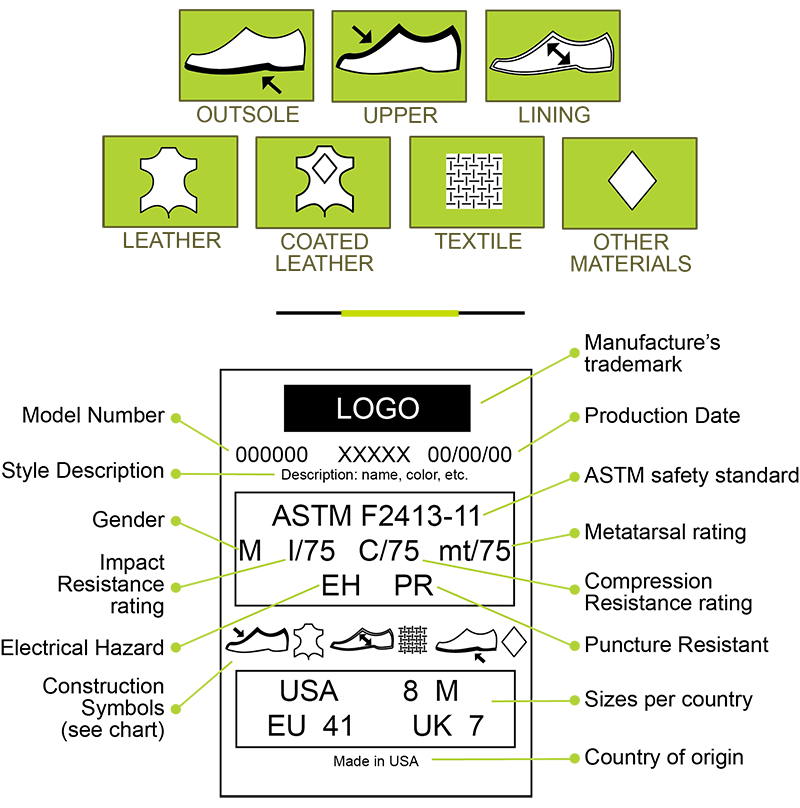 OUTSOLE
UPPER
LINING
LEATHER
COATED
LEATHER
TEXTILE
OTHER
MATERIALS
Manufacture's
trademark
LOGO
Model Number
Production Date
000000 XXXXX 00/00/00
Style Description
Description: name, color, etc.
ASTM safety standard
ASTM F2413-11
Gender
Metatarsal rating
M I/75 C/75 mt/75
Impact
Resistance
rating
Compression
Resistance rating
EH PR
Electrical Hazard
Puncture Resistant
Construction
Symbols
(see chart)
USA 8 M
EU 41 UK 7
Sizes per country
Made in USA
Country of origin